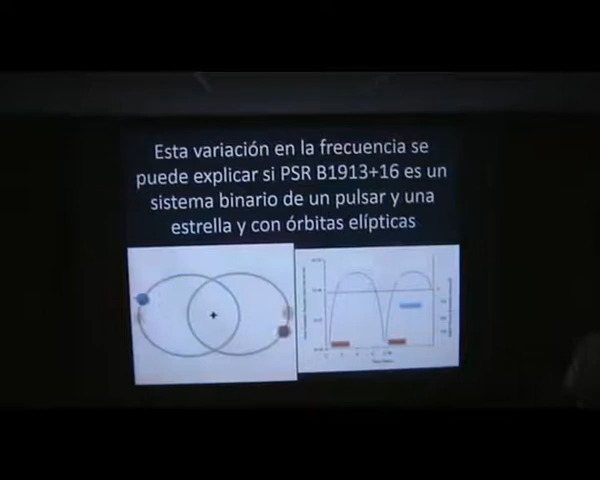 Esta variación en la frecuencia se
puede explicar si PSR B1913+16 es un
sistema binario de un pulsar y una
estrella y con órbitas elípticas